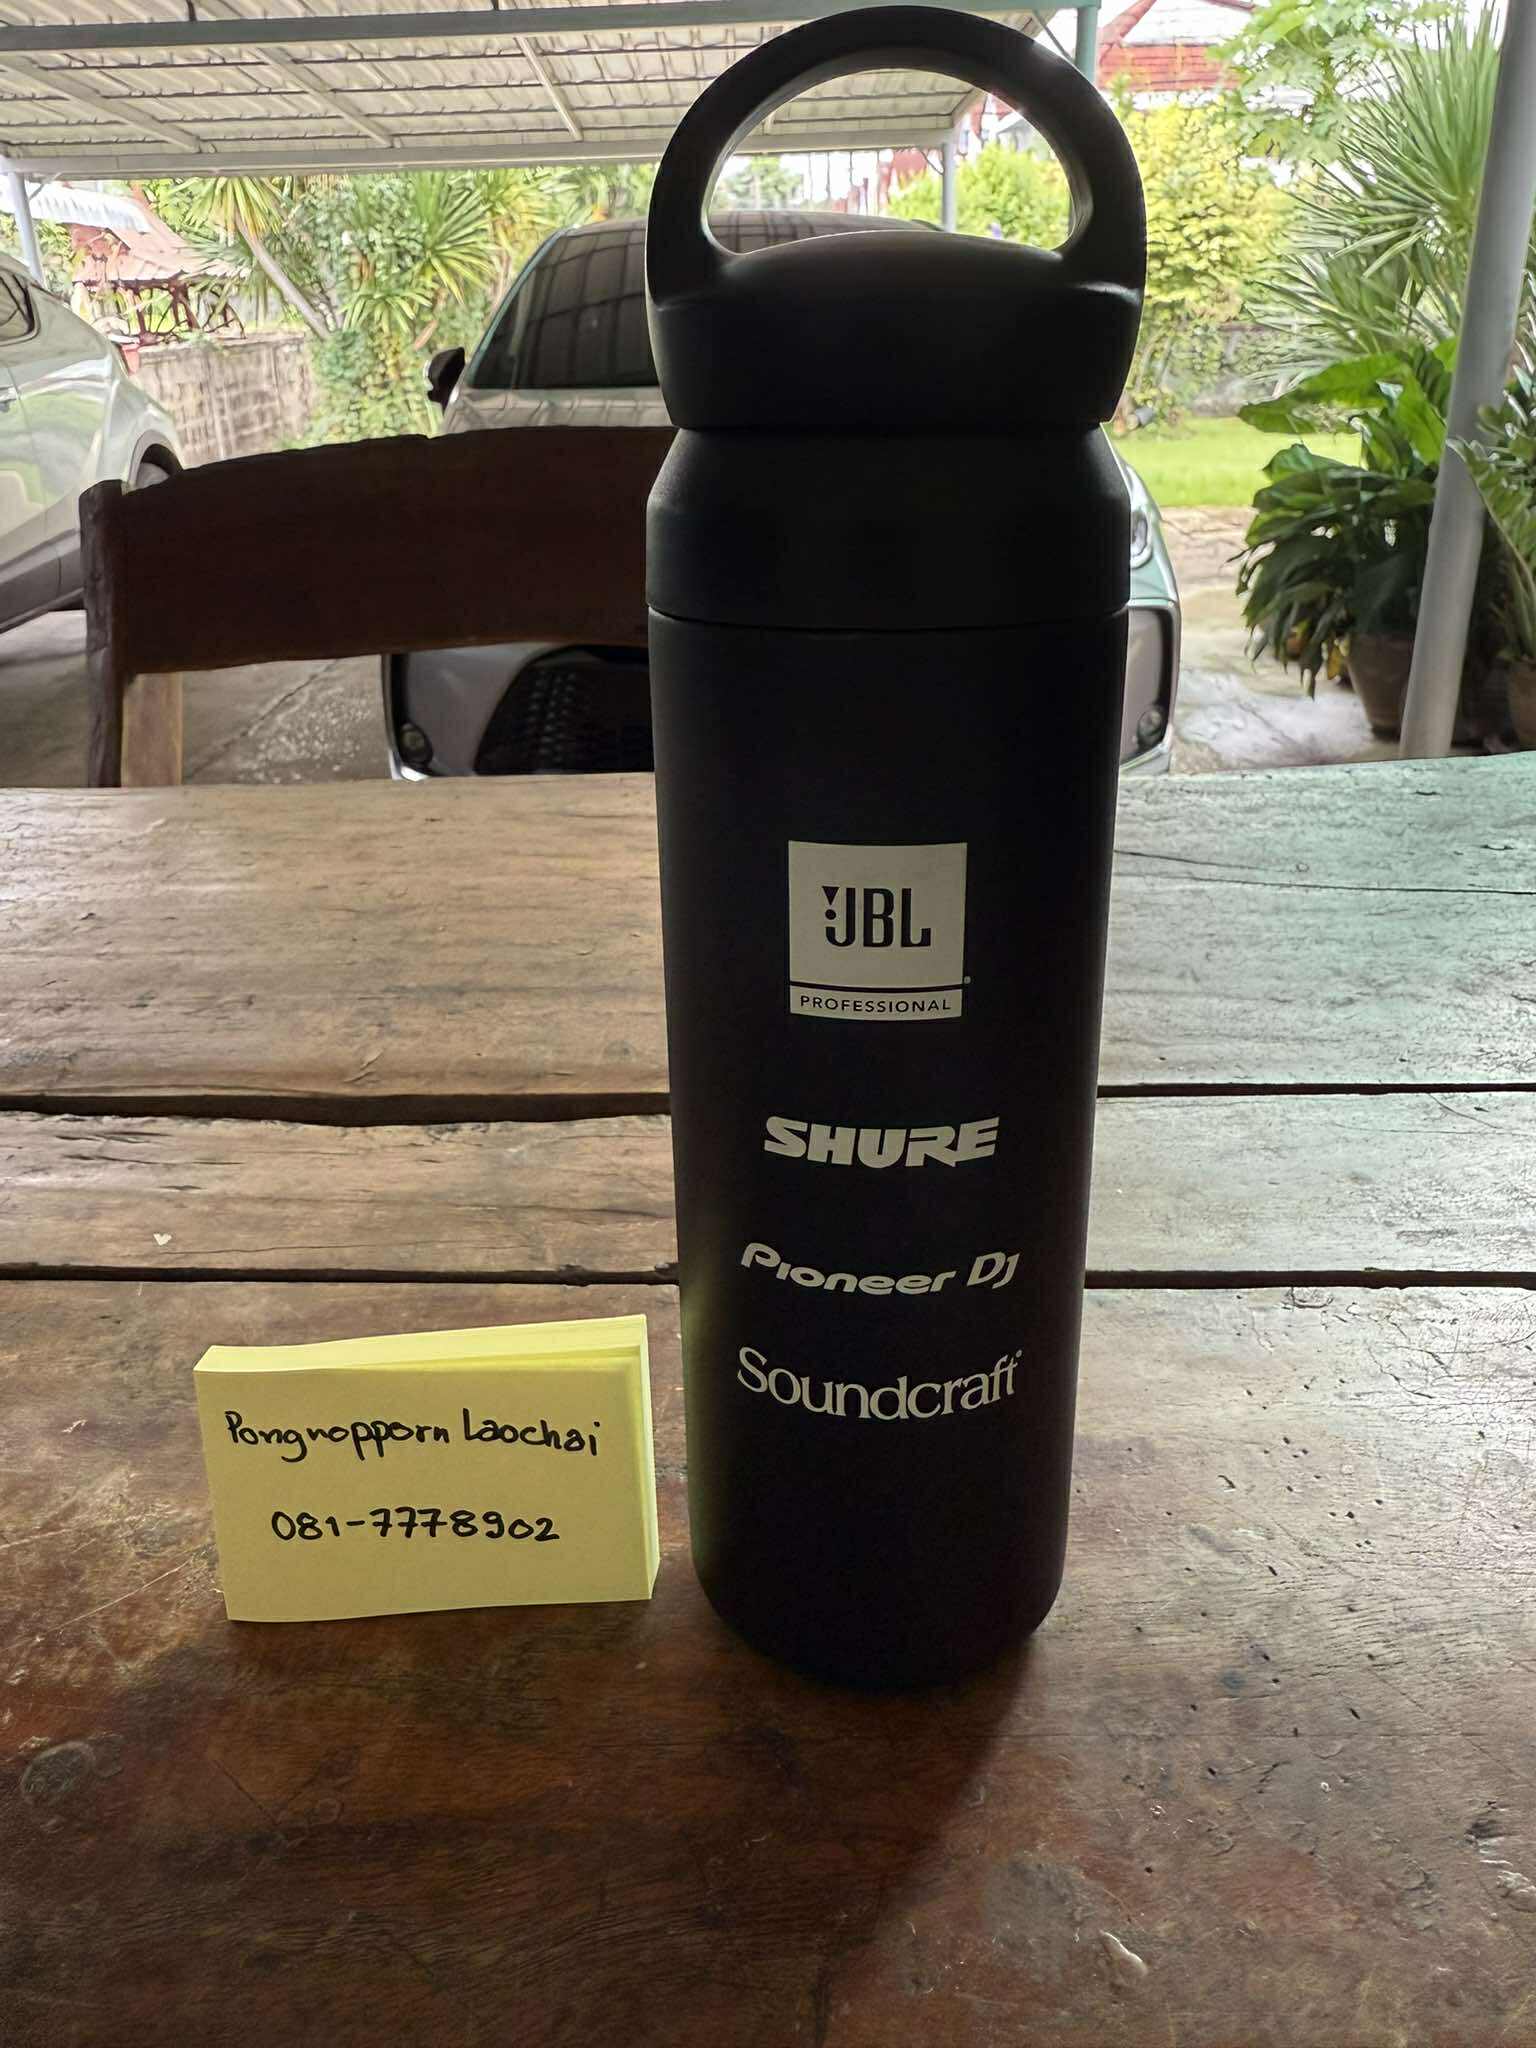 JBL
PROFESSIONAL
SHURE
Pioneer DJ
Soundcraft
Pongnopporn Laochai
081-7778902